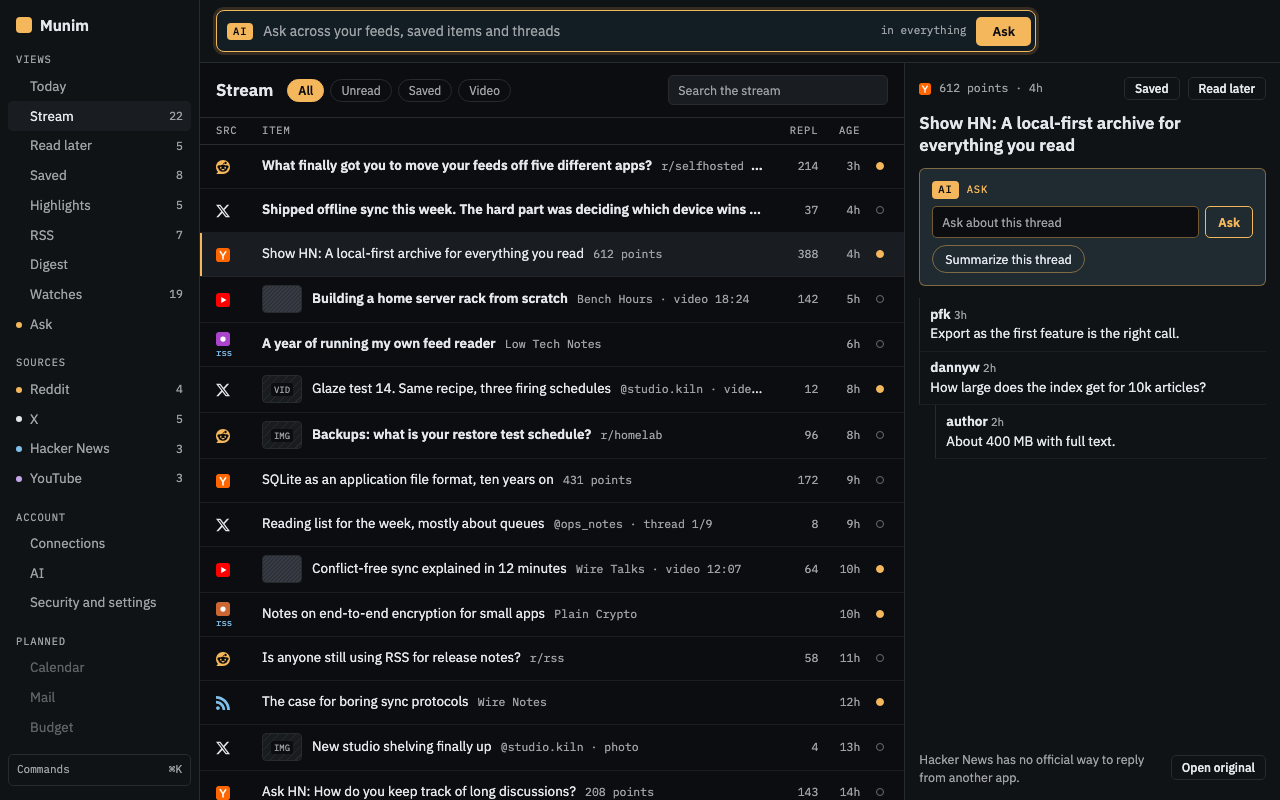 Munim
VIEWS
Today
Stream 22
Read later 5
Saved 8
Highlights 5
RSS 7
Digest
Watches 19
Ask
SOURCES
Reddit 4
X 5
Hacker News 3
YouTube 3
ACCOUNT
Connections
AI
Security and settings
PLANNED
Calendar
Mail
Budget
Commands ⌘K
AI Ask across your feeds, saved items and threads in everything Ask
Stream All Unread Saved Video Search the stream
SRC ITEM REPL AGE
What finally got you to move your feeds off five different apps? r/selfhosted ... 214 3h
Shipped offline sync this week. The hard part was deciding which device wins ... 37 4h
Y Show HN: A local-first archive for everything you read 612 points 388 4h
Building a home server rack from scratch Bench Hours · video 18:24 142 5h
rss A year of running my own feed reader Low Tech Notes 6h
VID Glaze test 14. Same recipe, three firing schedules @studio.kiln · vide... 12 8h
IMG Backups: what is your restore test schedule? r/homelab 96 8h
Y SQLite as an application file format, ten years on 431 points 172 9h
Reading list for the week, mostly about queues @ops_notes · thread 1/9 8 9h
Conflict-free sync explained in 12 minutes Wire Talks · video 12:07 64 10h
rss Notes on end-to-end encryption for small apps Plain Crypto 10h
Is anyone still using RSS for release notes? r/rss 58 11h
The case for boring sync protocols Wire Notes 12h
IMG New studio shelving finally up @studio.kiln · photo 4 13h
Y Ask HN: How do you keep track of long discussions? 208 points 143 14h
Y 612 points · 4h Saved Read later
Show HN: A local-first archive for
everything you read
AI ASK
Ask about this thread Ask
Summarize this thread
pfk 3h
Export as the first feature is the right call.
dannyw 2h
How large does the index get for 10k articles?
author 2h
About 400 MB with full text.
Hacker News has no official way to reply
from another app.
Open original